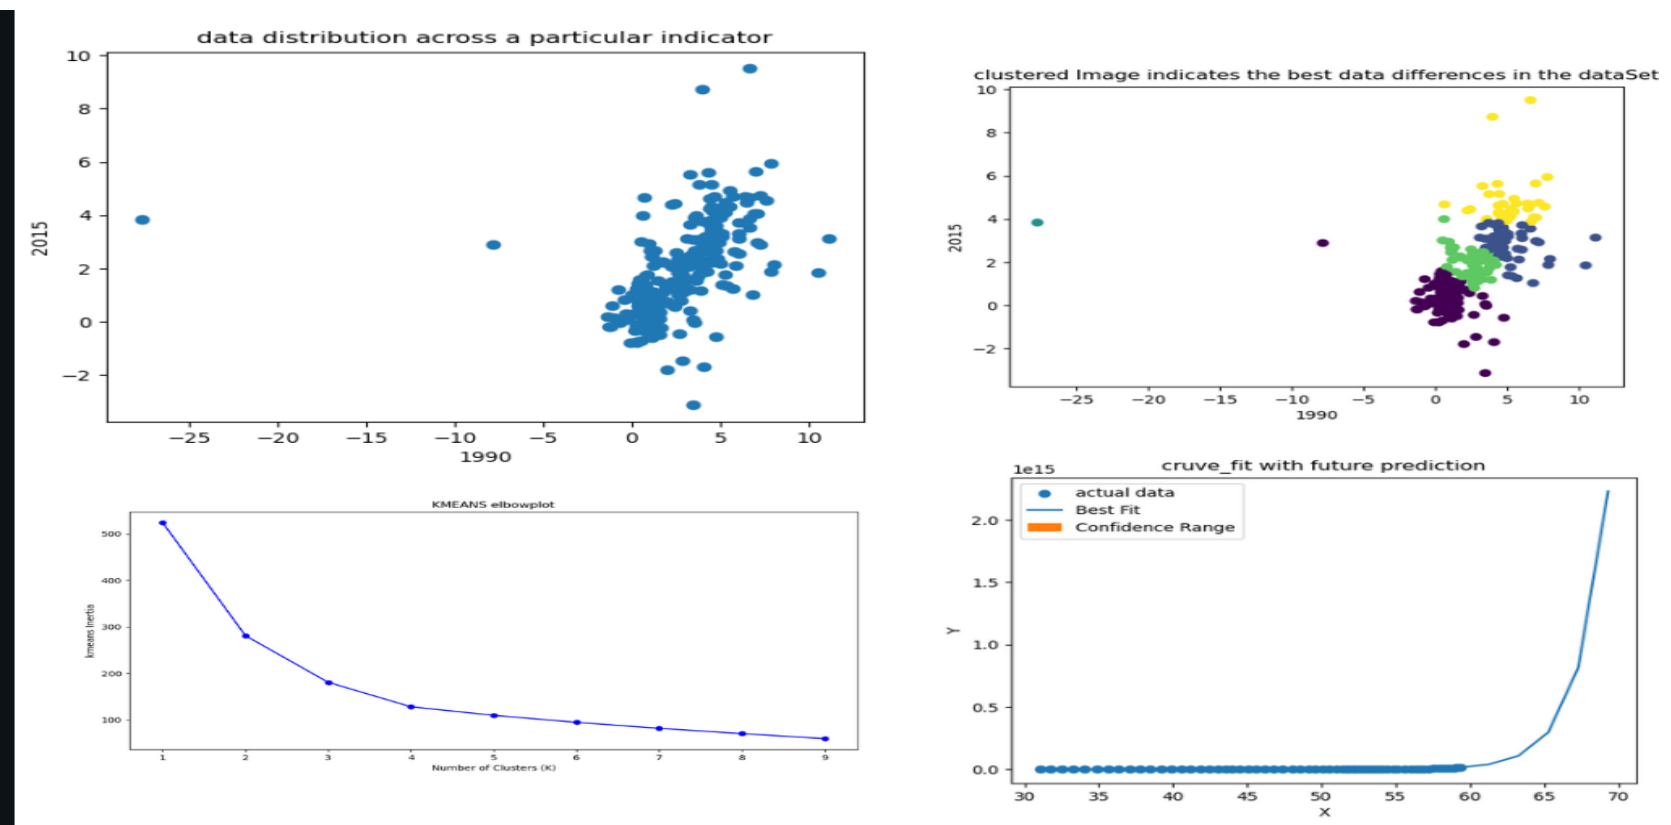 data distribution across a particular indicator
10
8
6
4
2
0
−2
2015
−25 −20 −15 −10 −5 0 5 10
1990
clustered Image indicates the best data differences in the dataSet
10
8
6
4
2
0
−2
2015
−25 −20 −15 −10 −5 0 5 10
1990
KMEANS elbowplot
500
400
300
200
100
kmeans Inertia
1 2 3 4 5 6 7 8 9
Number of Clusters (K)
cruve_fit with future prediction
1e15
actual data
Best Fit
Confidence Range
2.0
1.5
1.0
0.5
0.0
Y
30 35 40 45 50 55 60 65 70
X